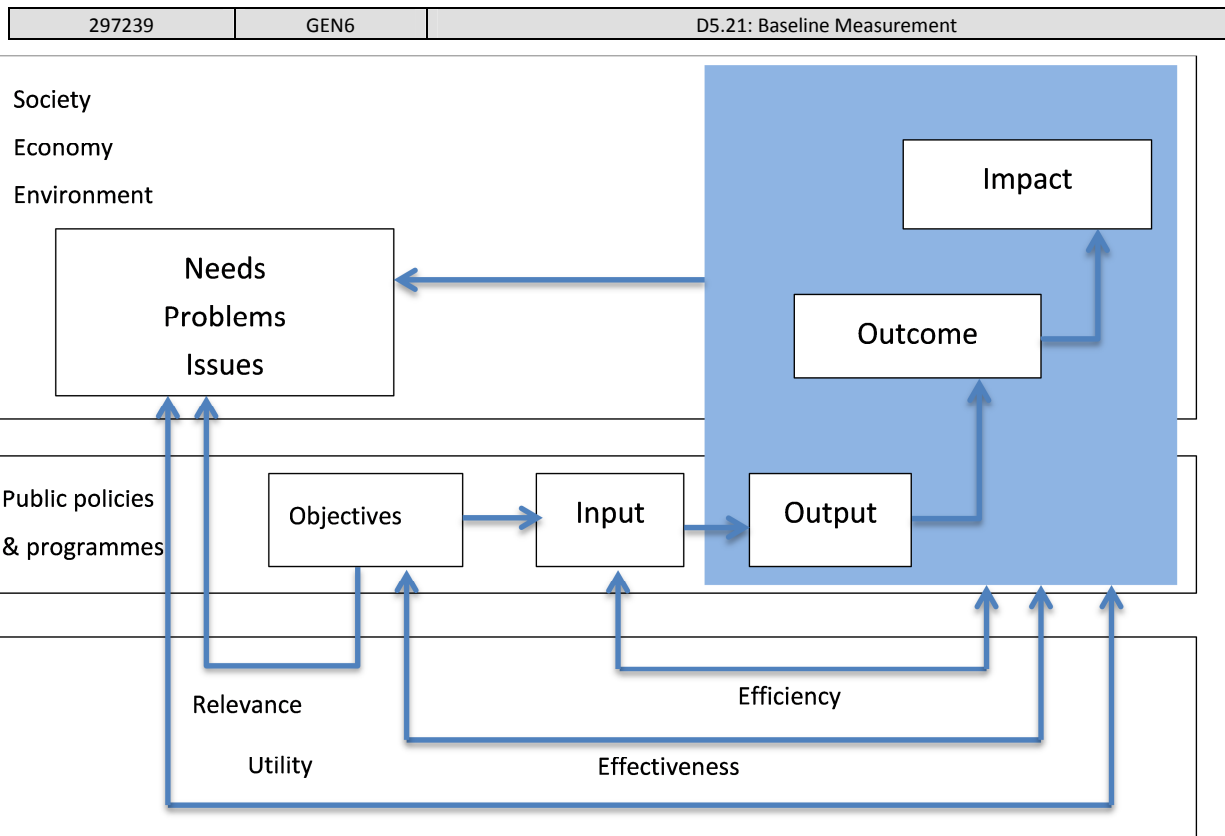 297239 GEN6 D5.21: Baseline Measurement
Society
Economy
Environment
Impact
Needs
Problems
Issues
Outcome
Public policies
& programmes
Objectives
Input
Output
Relevance
Efficiency
Utility
Effectiveness